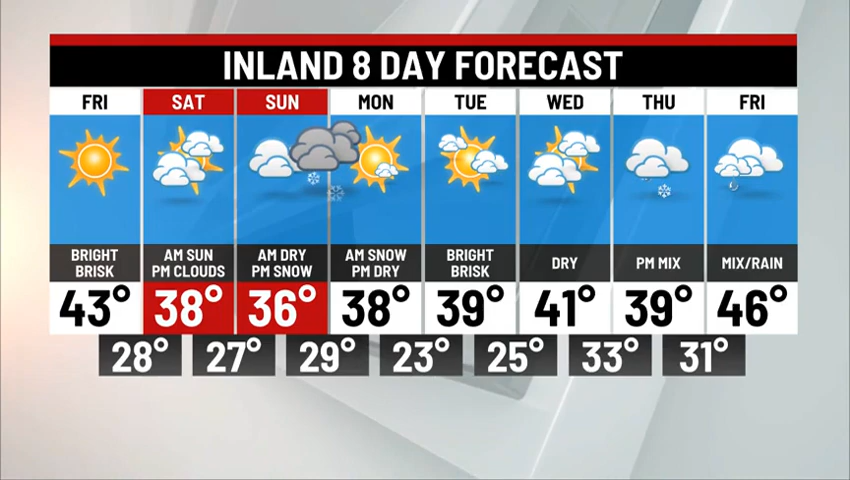 INLAND 8 DAY FORECAST
FRI SAT SUN MON TUE WED THU FRI
BRIGHT BRISK
AM SUN PM CLOUDS
AM DRY PM SNOW
AM SNOW PM DRY
BRIGHT BRISK
DRY
PM MIX
MIX/RAIN
43° 38° 36° 38° 39° 41° 39° 46°
28° 27° 29° 23° 25° 33° 31°